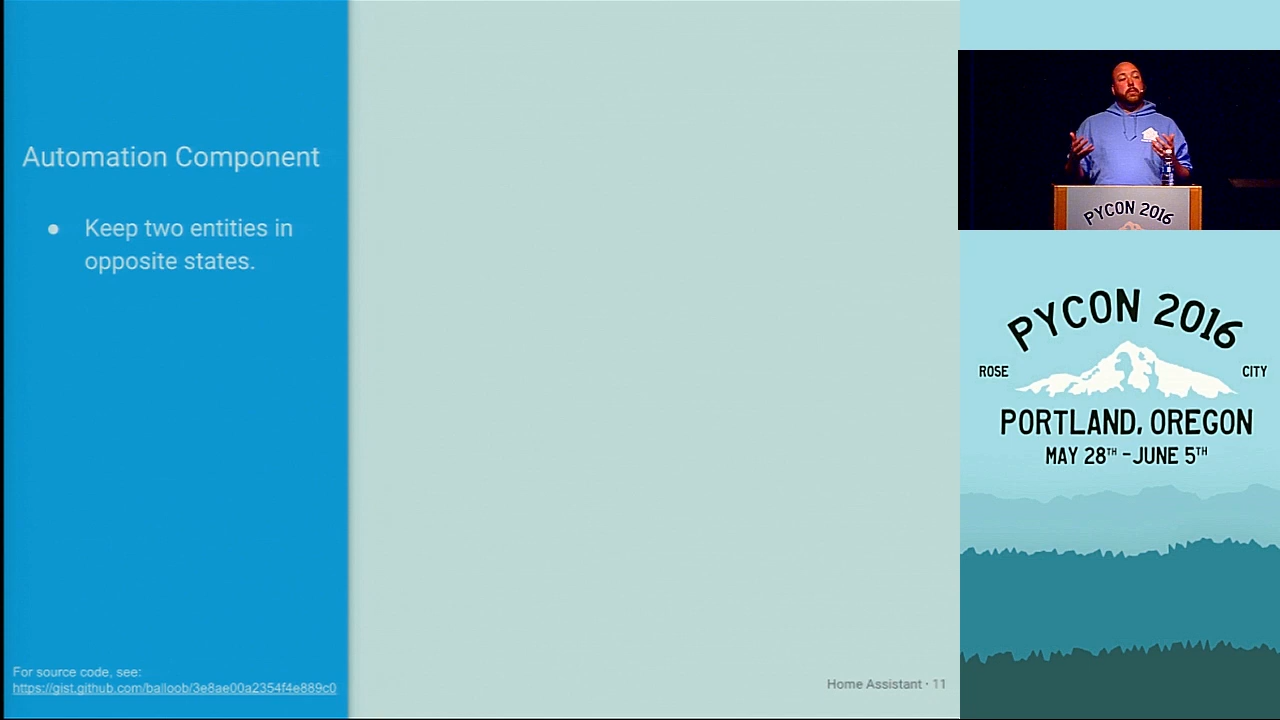 Automation Component
● Keep two entities in
opposite states.
For source code, see:
https://gist.github.com/balloob/3e8ae00a2354f4e889c0
Home Assistant · 11
PYCON 2016
PYCON 2016
ROSE CITY
PORTLAND, OREGON
MAY 28TH - JUNE 5TH